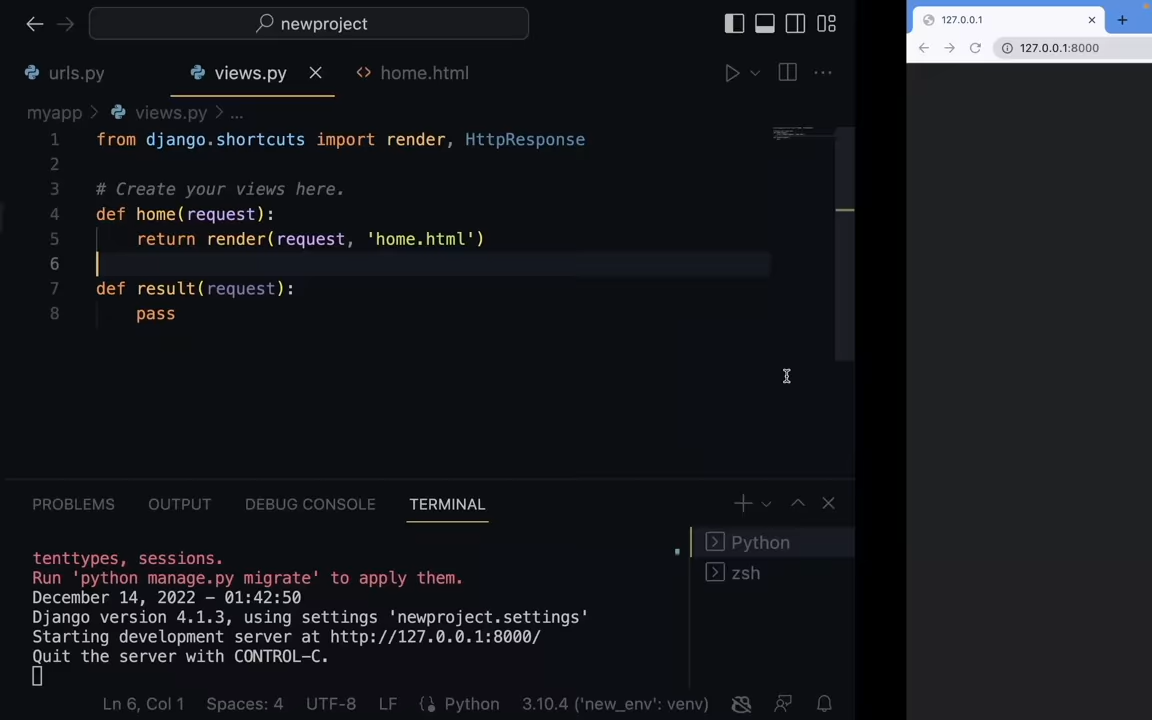 newproject
127.0.0.1
127.0.0.1:8000
urls.py
views.py
home.html
myapp > views.py > ...
1 from django.shortcuts import render, HttpResponse
2
3 # Create your views here.
4 def home(request):
5 return render(request, 'home.html')
6
7 def result(request):
8 pass
PROBLEMS
OUTPUT
DEBUG CONSOLE
TERMINAL
tenttypes, sessions.
Run 'python manage.py migrate' to apply them.
December 14, 2022 – 01:42:50
Django version 4.1.3, using settings 'newproject.settings'
Starting development server at http://127.0.0.1:8000/
Quit the server with CONTROL-C.
Python
zsh
Ln 6, Col 1
Spaces: 4
UTF-8
LF
Python
3.10.4 ('new_env': venv)